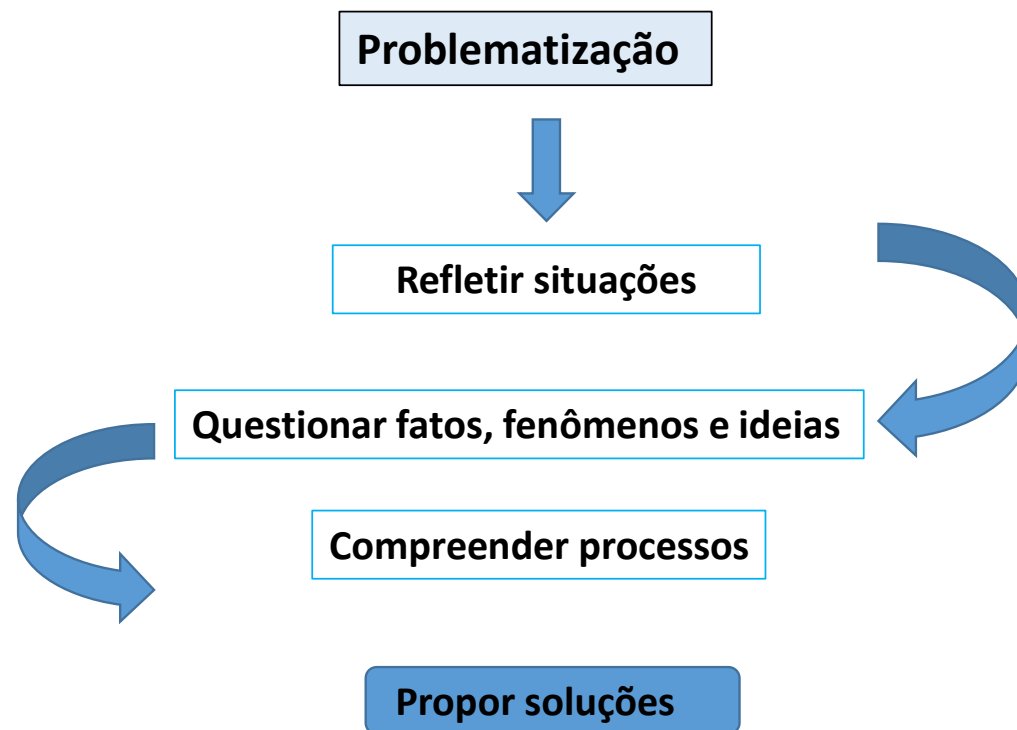 Problematização
Refletir situações
Questionar fatos, fenômenos e ideias
Compreender processos
Propor soluções